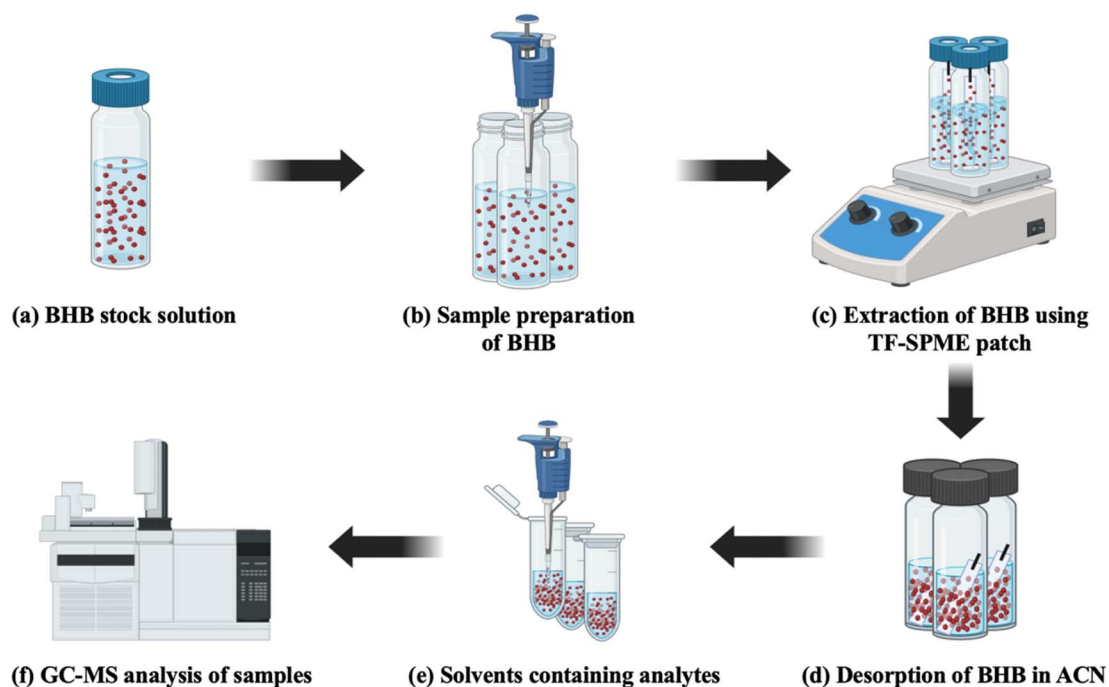 (a) BHB stock solution
(b) Sample preparation
of BHB
(c) Extraction of BHB using
TF-SPME patch
(f) GC-MS analysis of samples
(e) Solvents containing analytes
(d) Desorption of BHB in ACN